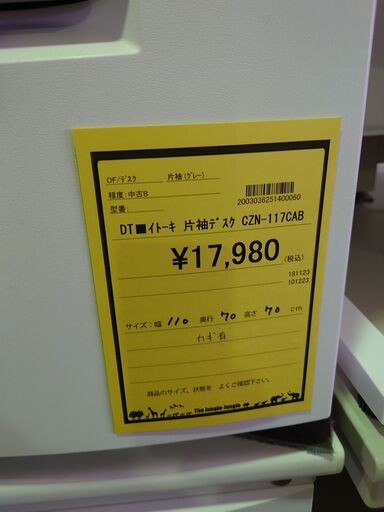 OF/ﾃﾞｽｸ 片袖(ｸﾞﾚｰ)
程度:中古B
型番:
2003036251400060
DT■ｲﾄｰｷ 片袖ﾃﾞｽｸ CZN-117CAB
¥17,980 (税込)
181123
101223
サイズ:幅 110 奥行 70 高さ 70 cm
カギ有
商品のサイズ、状態を よくご確認下さい。
The Jungle Jungle